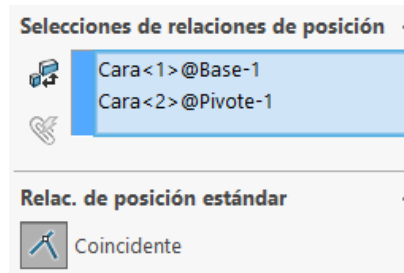 Selecciones de relaciones de posición
Cara<1>@Base-1
Cara<2>@Pivote-1
Relac. de posición estándar
Coincidente